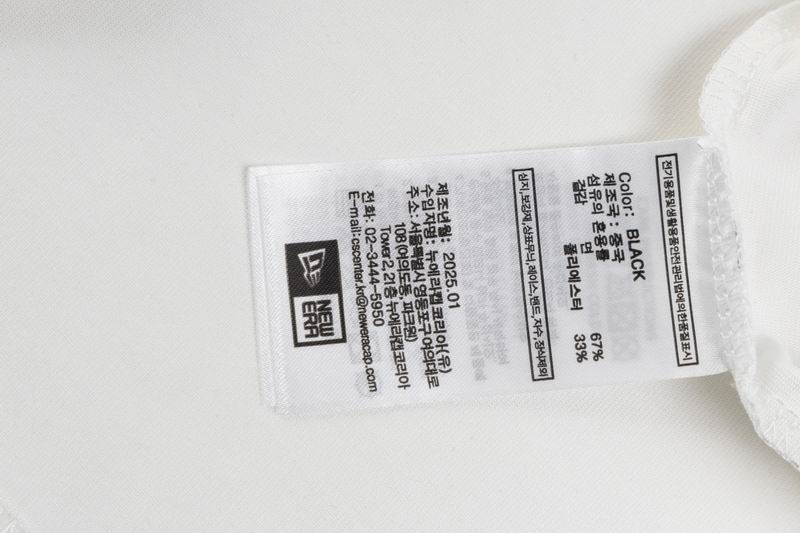 전기용품및생활용품안전관리법에의한품질표시
Color: BLACK
제조국 : 중국
섬유의 혼용률
겉감 면 67%
폴리에스터 33%
심지,보강재,상표무늬,레이스,밴드,자수,장식제외
제조년월: 2025.01
수입자명: 뉴에라캡코리아(유)
주소: 서울특별시 영등포구 여의대로
108(여의도동, 파크원)
Tower2, 21층 뉴에라캡코리아
전화: 02-3444-5950
E-mail:cscenter.kr@neweracap.com
NEW
ERA